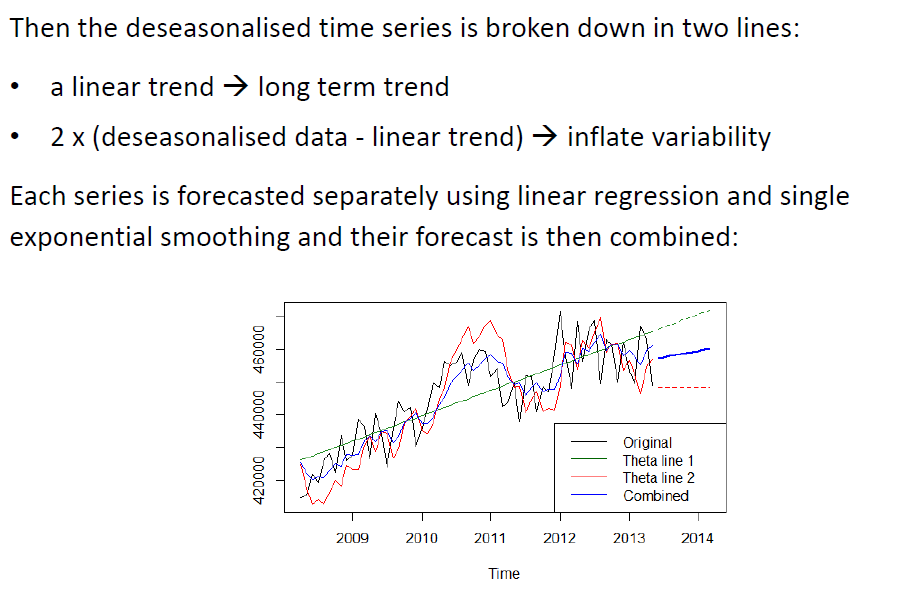 Then the deseasonalised time series is broken down in two lines:
• a linear trend → long term trend
• 2 x (deseasonalised data - linear trend) → inflate variability
Each series is forecasted separately using linear regression and single
exponential smoothing and their forecast is then combined:
460000
440000
420000
Original
Theta line 1
Theta line 2
Combined
2009 2010 2011 2012 2013 2014
Time